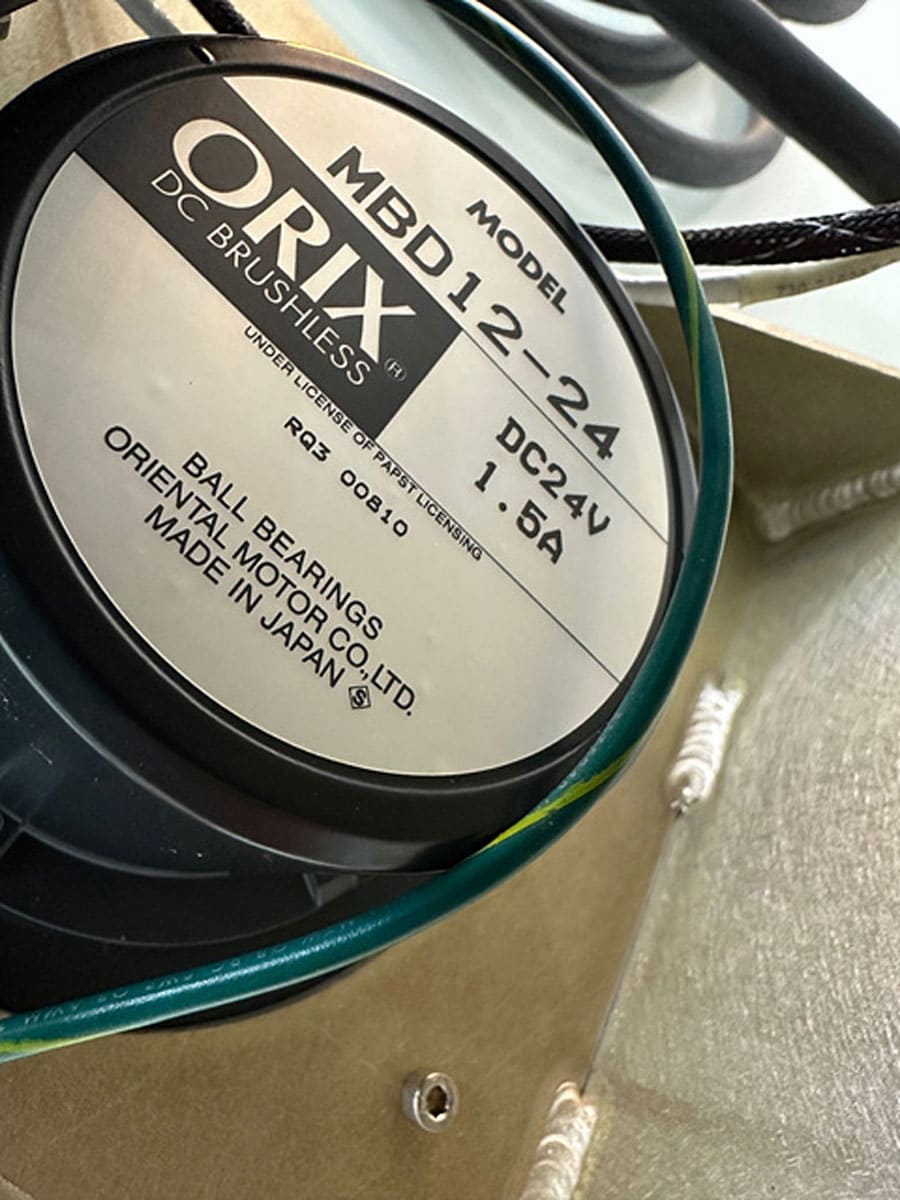 MODEL
MBD12-24
ORIX®
DC BRUSHLESS
DC24V
1.5A
UNDER LICENSE OF PAPST LICENSING
RQ3 00810
BALL BEARINGS
ORIENTAL MOTOR CO.,LTD.
MADE IN JAPAN
S